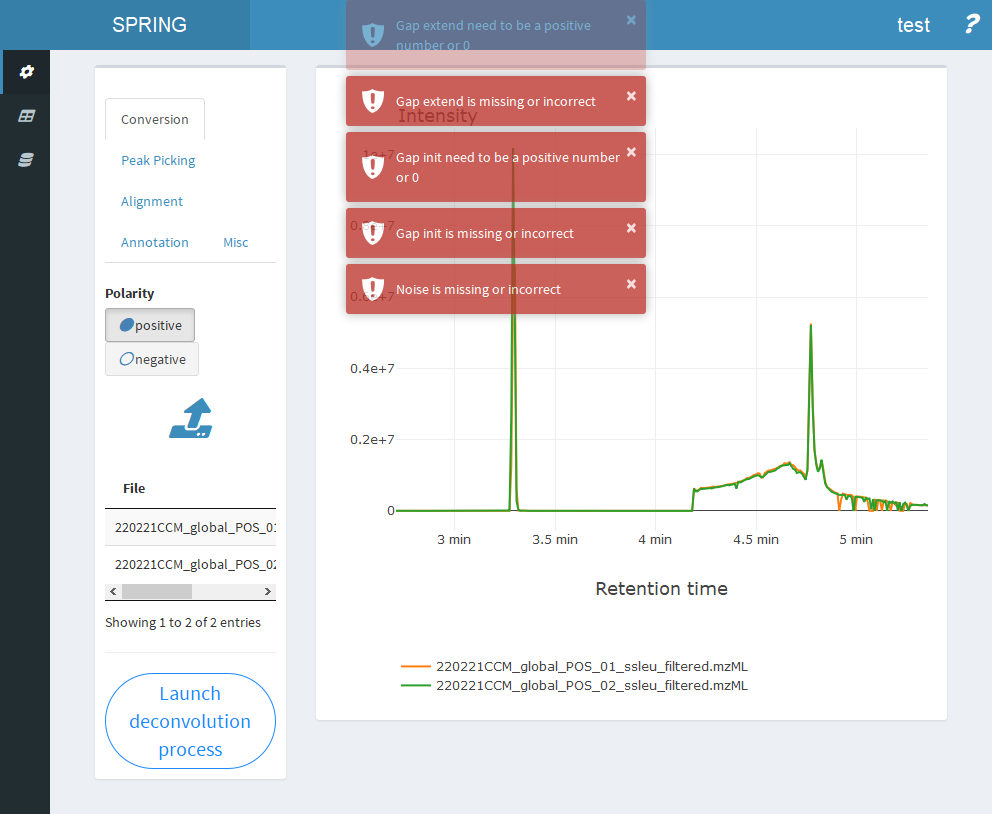 SPRING
test
?
Gap extend need to be a positive
number or 0
×
Gap extend is missing or incorrect
×
Gap init need to be a positive number
or 0
×
Gap init is missing or incorrect
×
Noise is missing or incorrect
×
Conversion
Peak Picking
Alignment
Annotation Misc
Polarity
positive
negative
File
220221CCM_global_POS_01
220221CCM_global_POS_02
Showing 1 to 2 of 2 entries
Launch
deconvolution
process
Intensity
1e+7
0.8e+7
0.6e+7
0.4e+7
0.2e+7
0
3 min 3.5 min 4 min 4.5 min 5 min
Retention time
220221CCM_global_POS_01_ssleu_filtered.mzML
220221CCM_global_POS_02_ssleu_filtered.mzML